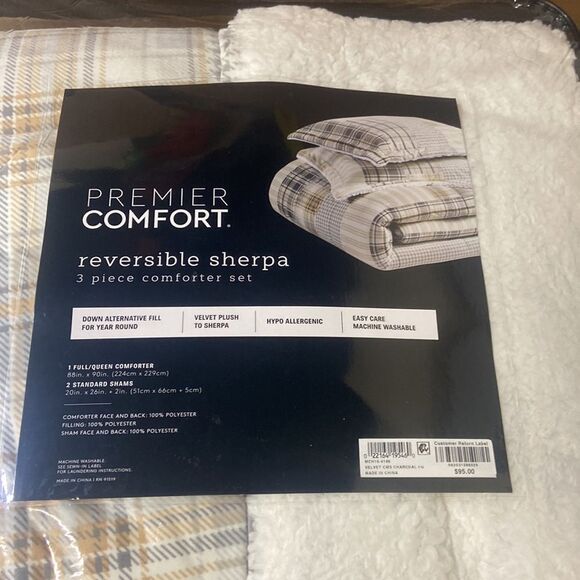 PREMIER
COMFORT.
reversible sherpa
3 piece comforter set
DOWN ALTERNATIVE FILL
FOR YEAR ROUND
VELVET PLUSH
TO SHERPA
HYPO ALLERGENIC
EASY CARE
MACHINE WASHABLE
1 FULL/QUEEN COMFORTER
88in. x 90in. (224cm x 229cm)
2 STANDARD SHAMS
20in. x 26in. + 2in. (51cm x 66cm + 5cm)
COMFORTER FACE AND BACK: 100% POLYESTER
FILLING: 100% POLYESTER
SHAM FACE AND BACK: 100% POLYESTER
MACHINE WASHABLE.
SEE SEWN-IN LABEL
FOR LAUNDERING INSTRUCTIONS.
MADE IN CHINA | RN 91519
Customer Return Label
MADE IN CHINA
$95.00